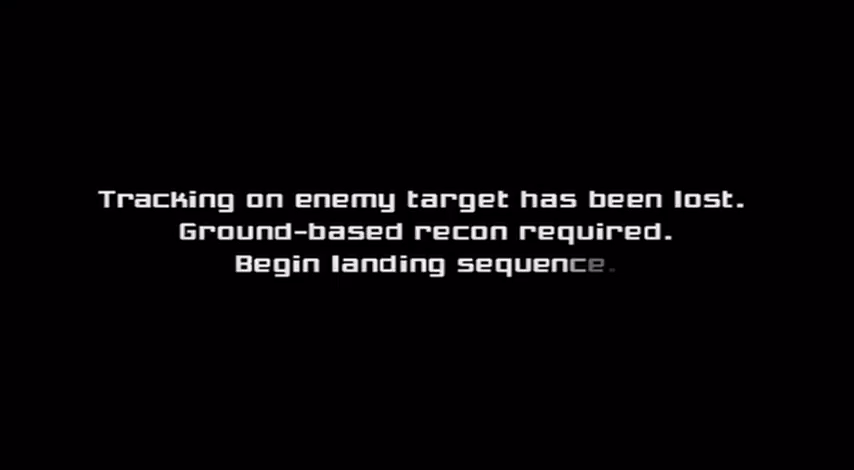 Tracking on enemy target has been lost.
Ground-based recon required.
Begin landing sequence.